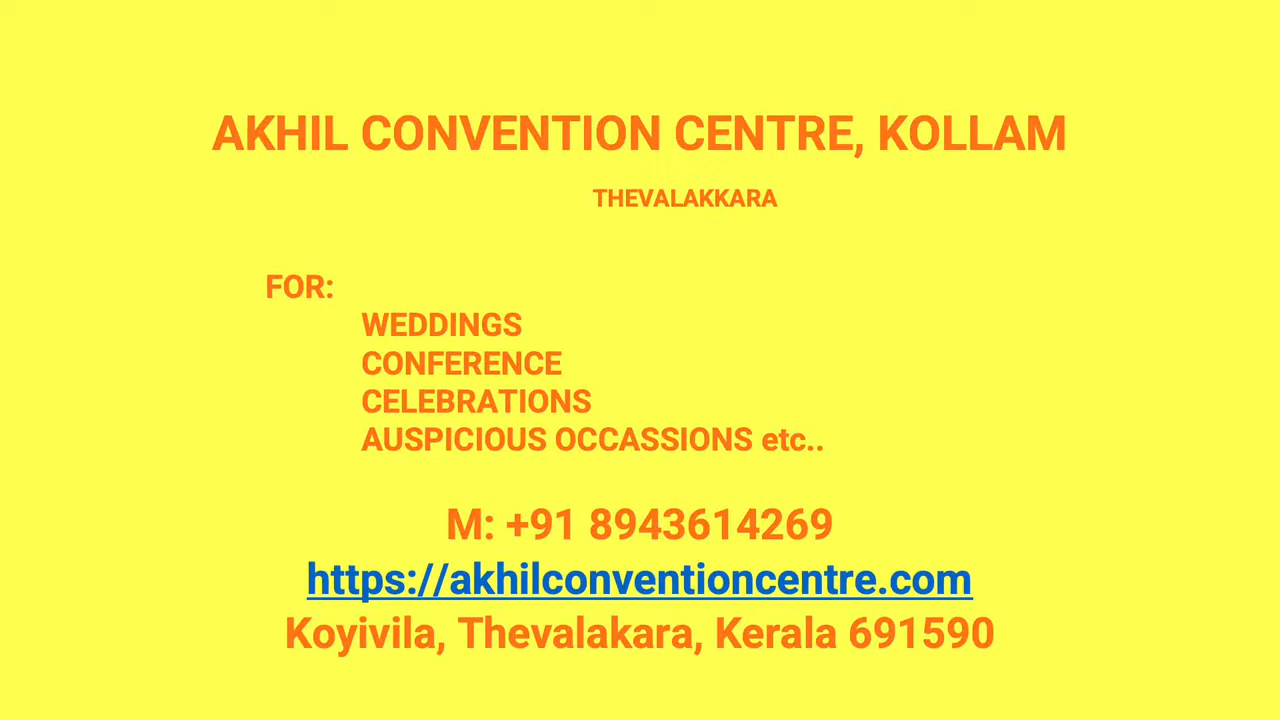 AKHIL CONVENTION CENTRE, KOLLAM
THEVALAKKARA
FOR:
WEDDINGS
CONFERENCE
CELEBRATIONS
AUSPICIOUS OCCASSIONS etc..
M: +91 8943614269
https://akhilconventioncentre.com
Koyivila, Thevalakara, Kerala 691590